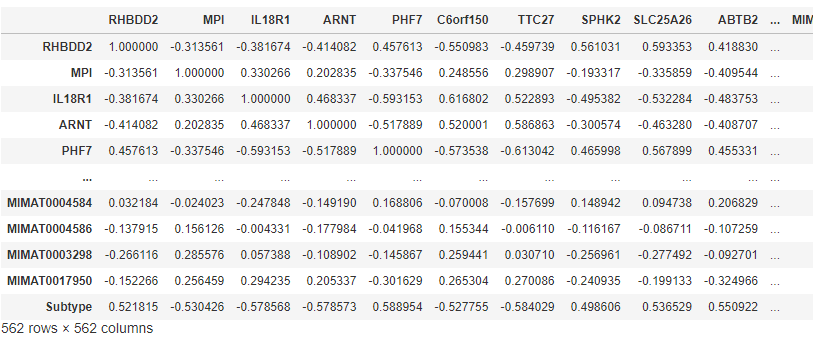 RHBDD2 MPI IL18R1 ARNT PHF7 C6orf150 TTC27 SPHK2 SLC25A26 ABTB2 ... MIM
RHBDD2 1.000000 -0.313561 -0.381674 -0.414082 0.457613 -0.550983 -0.459739 0.561031 0.593353 0.418830 ...
MPI -0.313561 1.000000 0.330266 0.202835 -0.337546 0.248556 0.298907 -0.193317 -0.335859 -0.409544 ...
IL18R1 -0.381674 0.330266 1.000000 0.468337 -0.593153 0.616802 0.522893 -0.495382 -0.532284 -0.483753 ...
ARNT -0.414082 0.202835 0.468337 1.000000 -0.517889 0.520001 0.586863 -0.300574 -0.463280 -0.408707 ...
PHF7 0.457613 -0.337546 -0.593153 -0.517889 1.000000 -0.573538 -0.613042 0.465998 0.567899 0.455331 ...
... ... ... ... ... ... ... ... ... ... ... ...
MIMAT0004584 0.032184 -0.024023 -0.247848 -0.149190 0.168806 -0.070008 -0.157699 0.148942 0.094738 0.206829 ...
MIMAT0004586 -0.137915 0.156126 -0.004331 -0.177984 -0.041968 0.155344 -0.006110 -0.116167 -0.086711 -0.107259 ...
MIMAT0003298 -0.266116 0.285576 0.057388 -0.108902 -0.145867 0.259441 0.030710 -0.256961 -0.277492 -0.092701 ...
MIMAT0017950 -0.152266 0.256459 0.294235 0.205337 -0.301629 0.265304 0.270086 -0.240935 -0.199133 -0.324966 ...
Subtype 0.521815 -0.530426 -0.578568 -0.578573 0.588954 -0.527755 -0.584029 0.498606 0.536529 0.550922 ...
562 rows × 562 columns